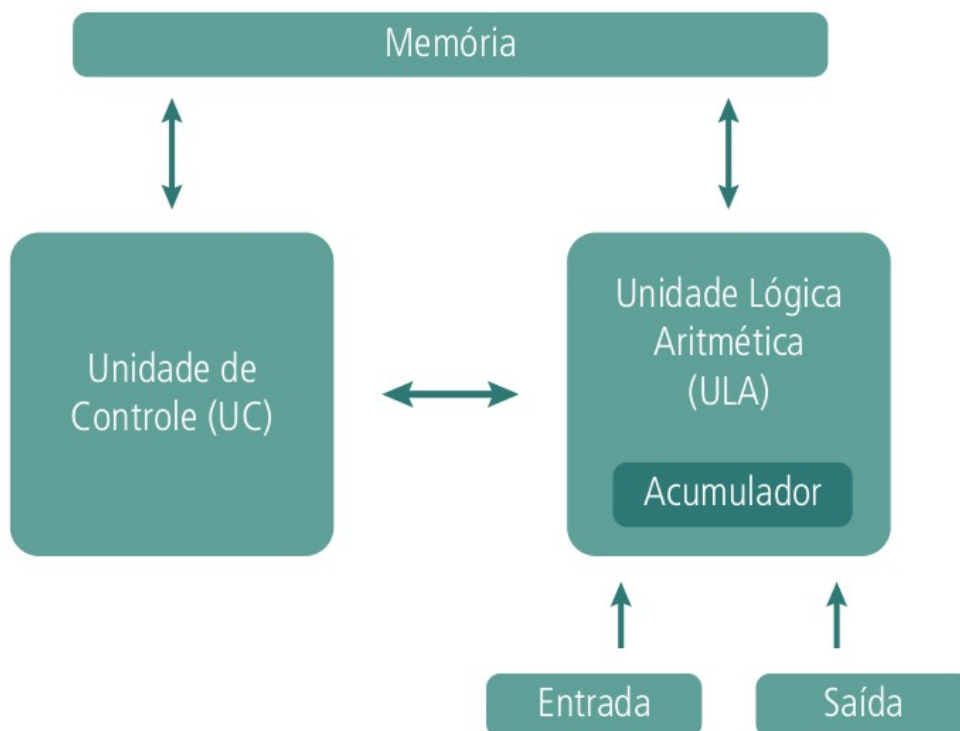 Memória
Unidade de
Controle (UC)
Unidade Lógica
Aritmética
(ULA)
Acumulador
Entrada
Saída